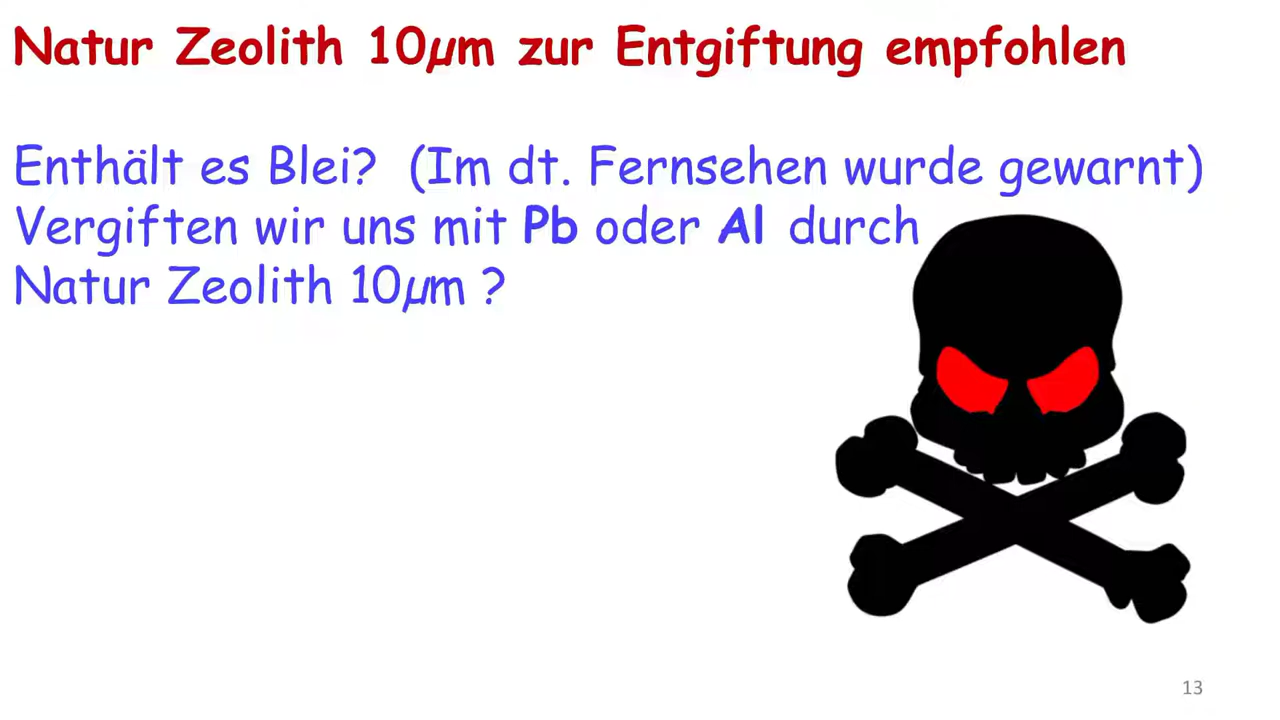 Natur Zeolith 10µm zur Entgiftung empfohlen
Enthält es Blei? (Im dt. Fernsehen wurde gewarnt)
Vergiften wir uns mit Pb oder Al durch
Natur Zeolith 10µm ?
13